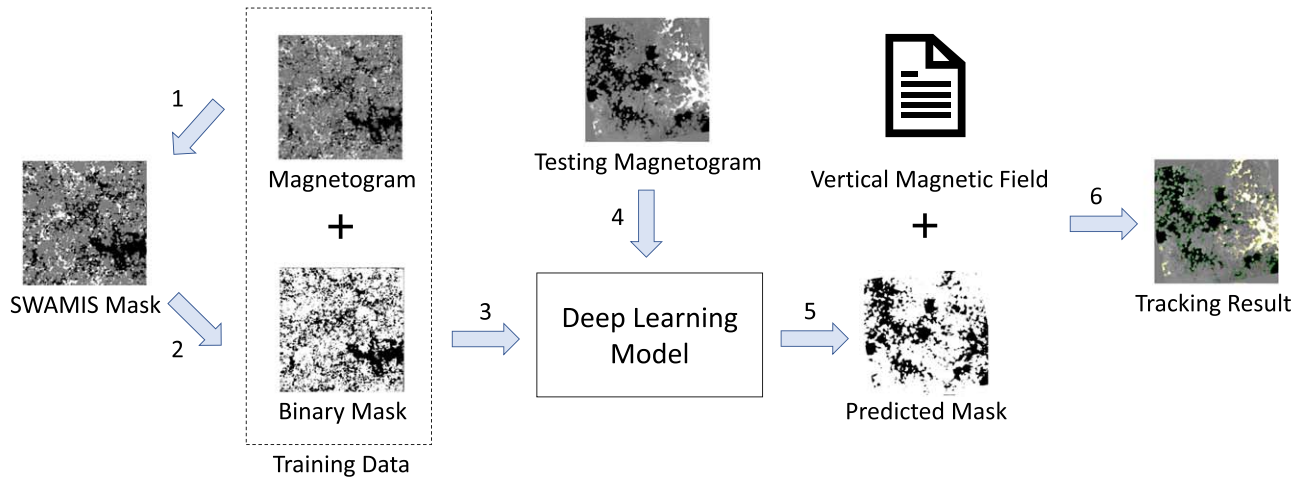 1
Magnetogram
+
SWAMIS Mask
2
Binary Mask
Training Data
3
Testing Magnetogram
4
Deep Learning
Model
5
Vertical Magnetic Field
+
Predicted Mask
6
Tracking Result